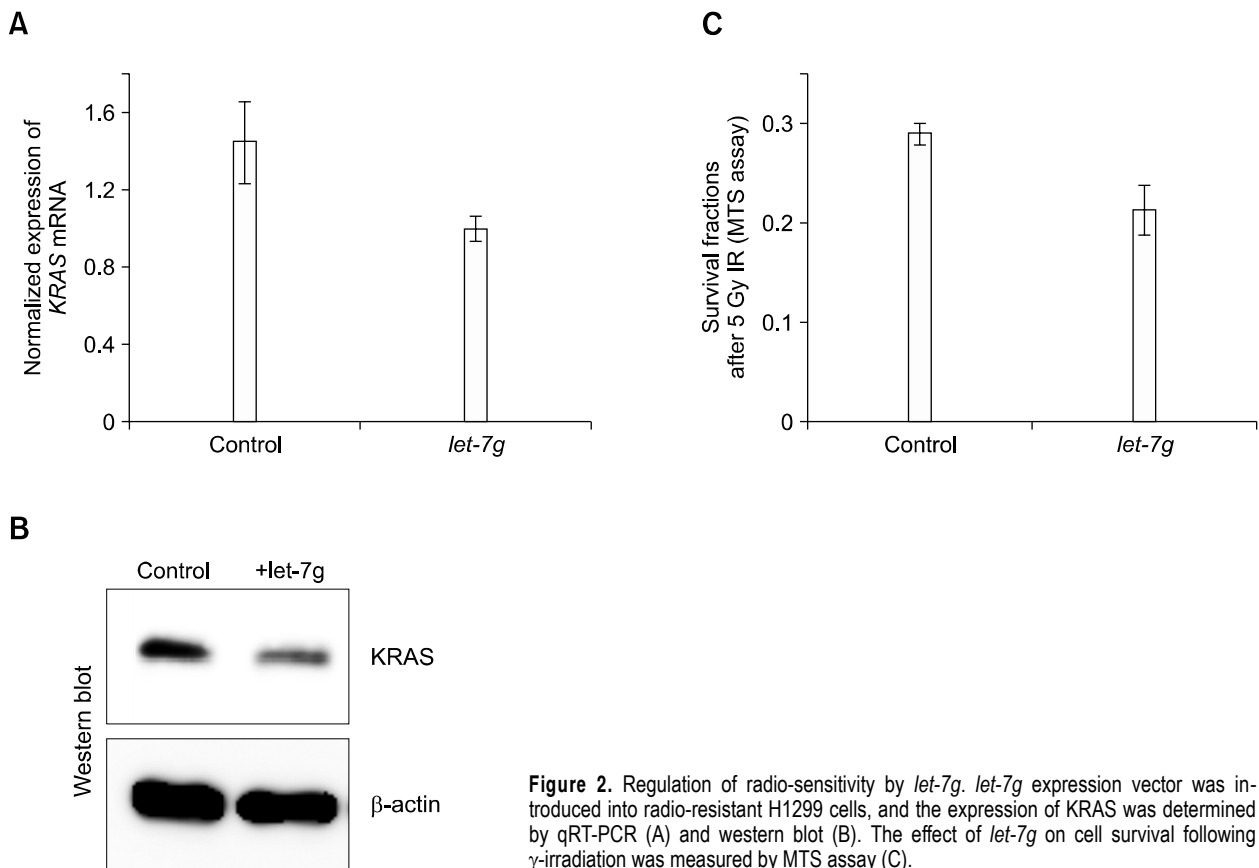 A
Normalized expression of
KRAS mRNA
1.6
1.2
0.8
0.4
0
Control
let-7g
C
Survival fractions
after 5 Gy IR (MTS assay)
0.3
0.2
0.1
0
Control
let-7g
B
Western blot
Control +let-7g
KRAS
β-actin
Figure 2. Regulation of radio-sensitivity by let-7g. let-7g expression vector was in-
troduced into radio-resistant H1299 cells, and the expression of KRAS was determined
by qRT-PCR (A) and western blot (B). The effect of let-7g on cell survival following
γ-irradiation was measured by MTS assay (C).